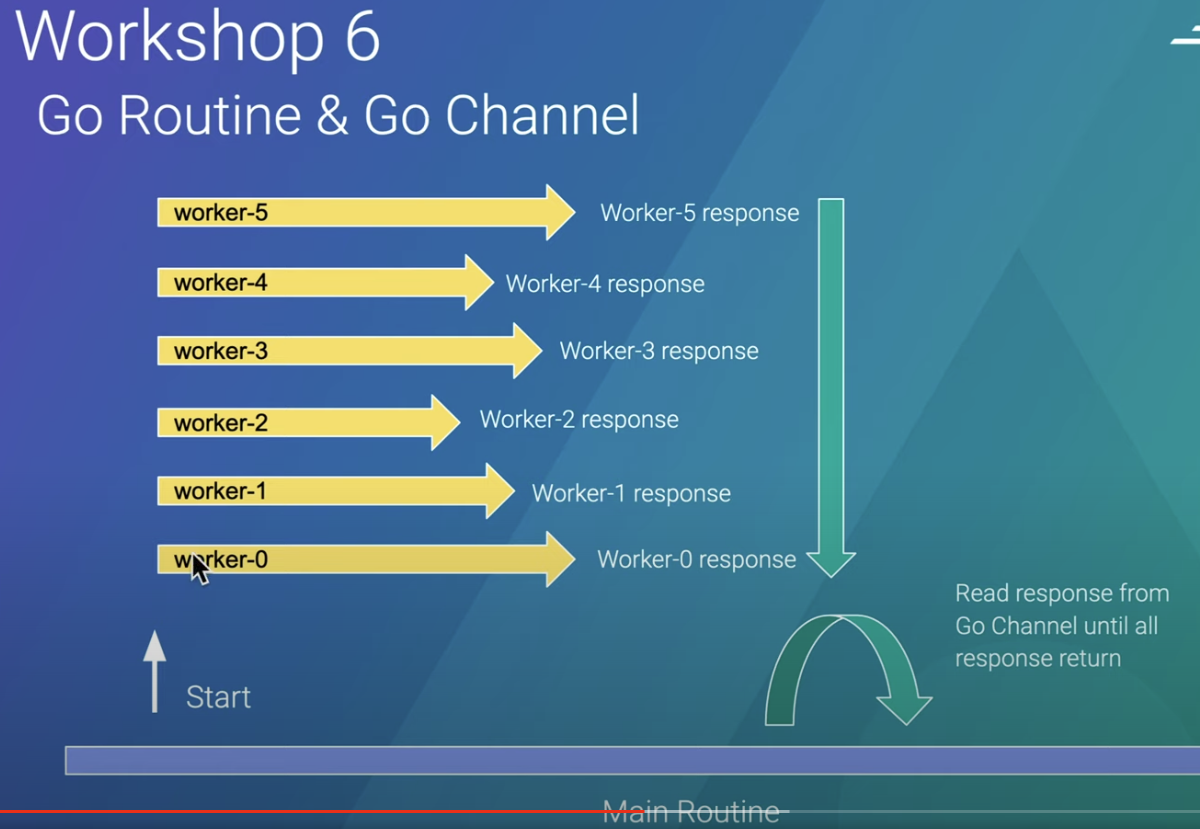 Workshop 6
Go Routine & Go Channel
worker-5
Worker-5 response
worker-4
Worker-4 response
worker-3
Worker-3 response
worker-2
Worker-2 response
worker-1
Worker-1 response
worker-0
Worker-0 response
Read response from
Go Channel until all
response return
Start
Main Routine